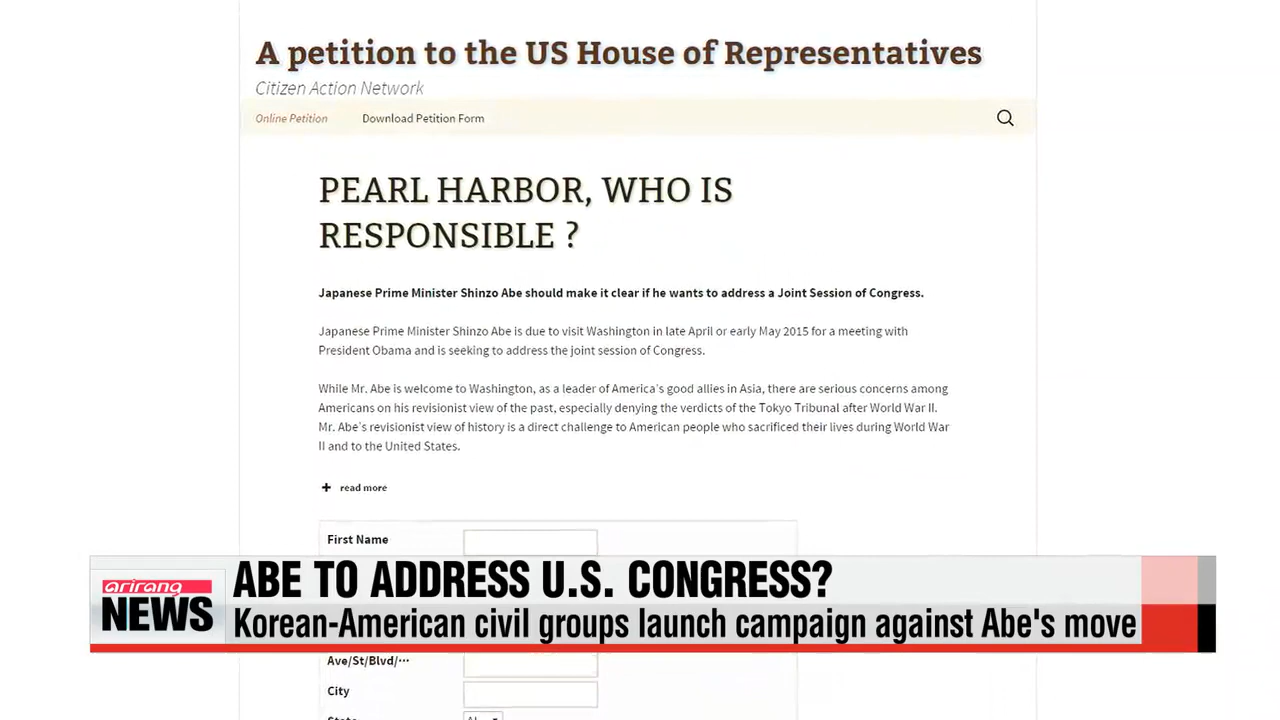 A petition to the US House of Representatives
Citizen Action Network
Online Petition Download Petition Form
PEARL HARBOR, WHO IS
RESPONSIBLE ?
Japanese Prime Minister Shinzo Abe should make it clear if he wants to address a Joint Session of Congress.
Japanese Prime Minister Shinzo Abe is due to visit Washington in late April or early May 2015 for a meeting with
President Obama and is seeking to address the joint session of Congress.
While Mr. Abe is welcome to Washington, as a leader of America's good allies in Asia, there are serious concerns among
Americans on his revisionist view of the past, especially denying the verdicts of the Tokyo Tribunal after World War II.
Mr. Abe's revisionist view of history is a direct challenge to American people who sacrificed their lives during World War
II and to the United States.
+ read more
First Name
arirang
NEWS
ABE TO ADDRESS U.S. CONGRESS?
Korean-American civil groups launch campaign against Abe's move
Ave/St/Blvd/···
City